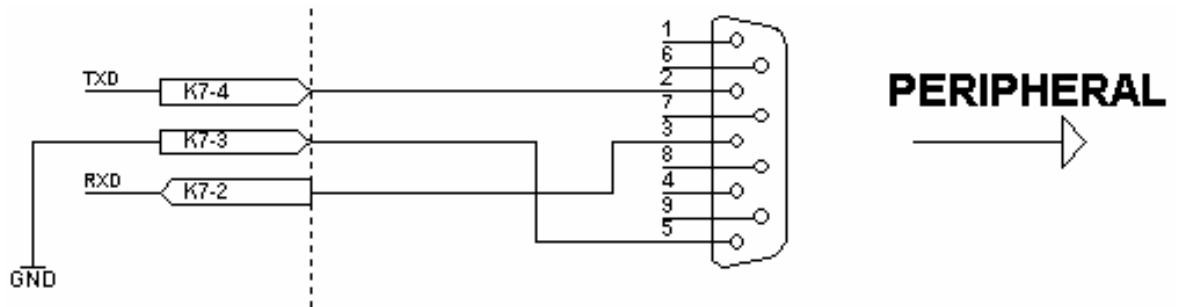 1
6
TXD K7-4 2
7
K7-3 3
8
RXD K7-2 4
9
5
GND
PERIPHERAL